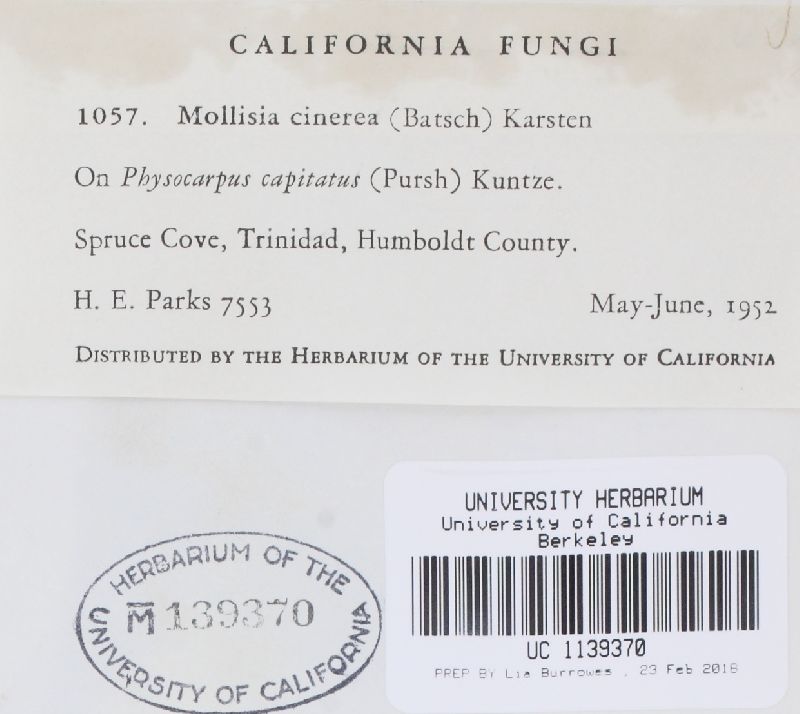 CALIFORNIA FUNGI
1057. Mollisia cinerea (Batsch) Karsten
On Physocarpus capitatus (Pursh) Kuntze.
Spruce Cove, Trinidad, Humboldt County.
H. E. Parks 7553 May-June, 1952
DISTRIBUTED BY THE HERBARIUM OF THE UNIVERSITY OF CALIFORNIA
HERBARIUM OF THE
M 139370
UNIVERSITY OF CALIFORNIA
UNIVERSITY HERBARIUM
University of California
Berkeley
UC 1139370
PREP BY Lia Burrowes , 23 Feb 2016